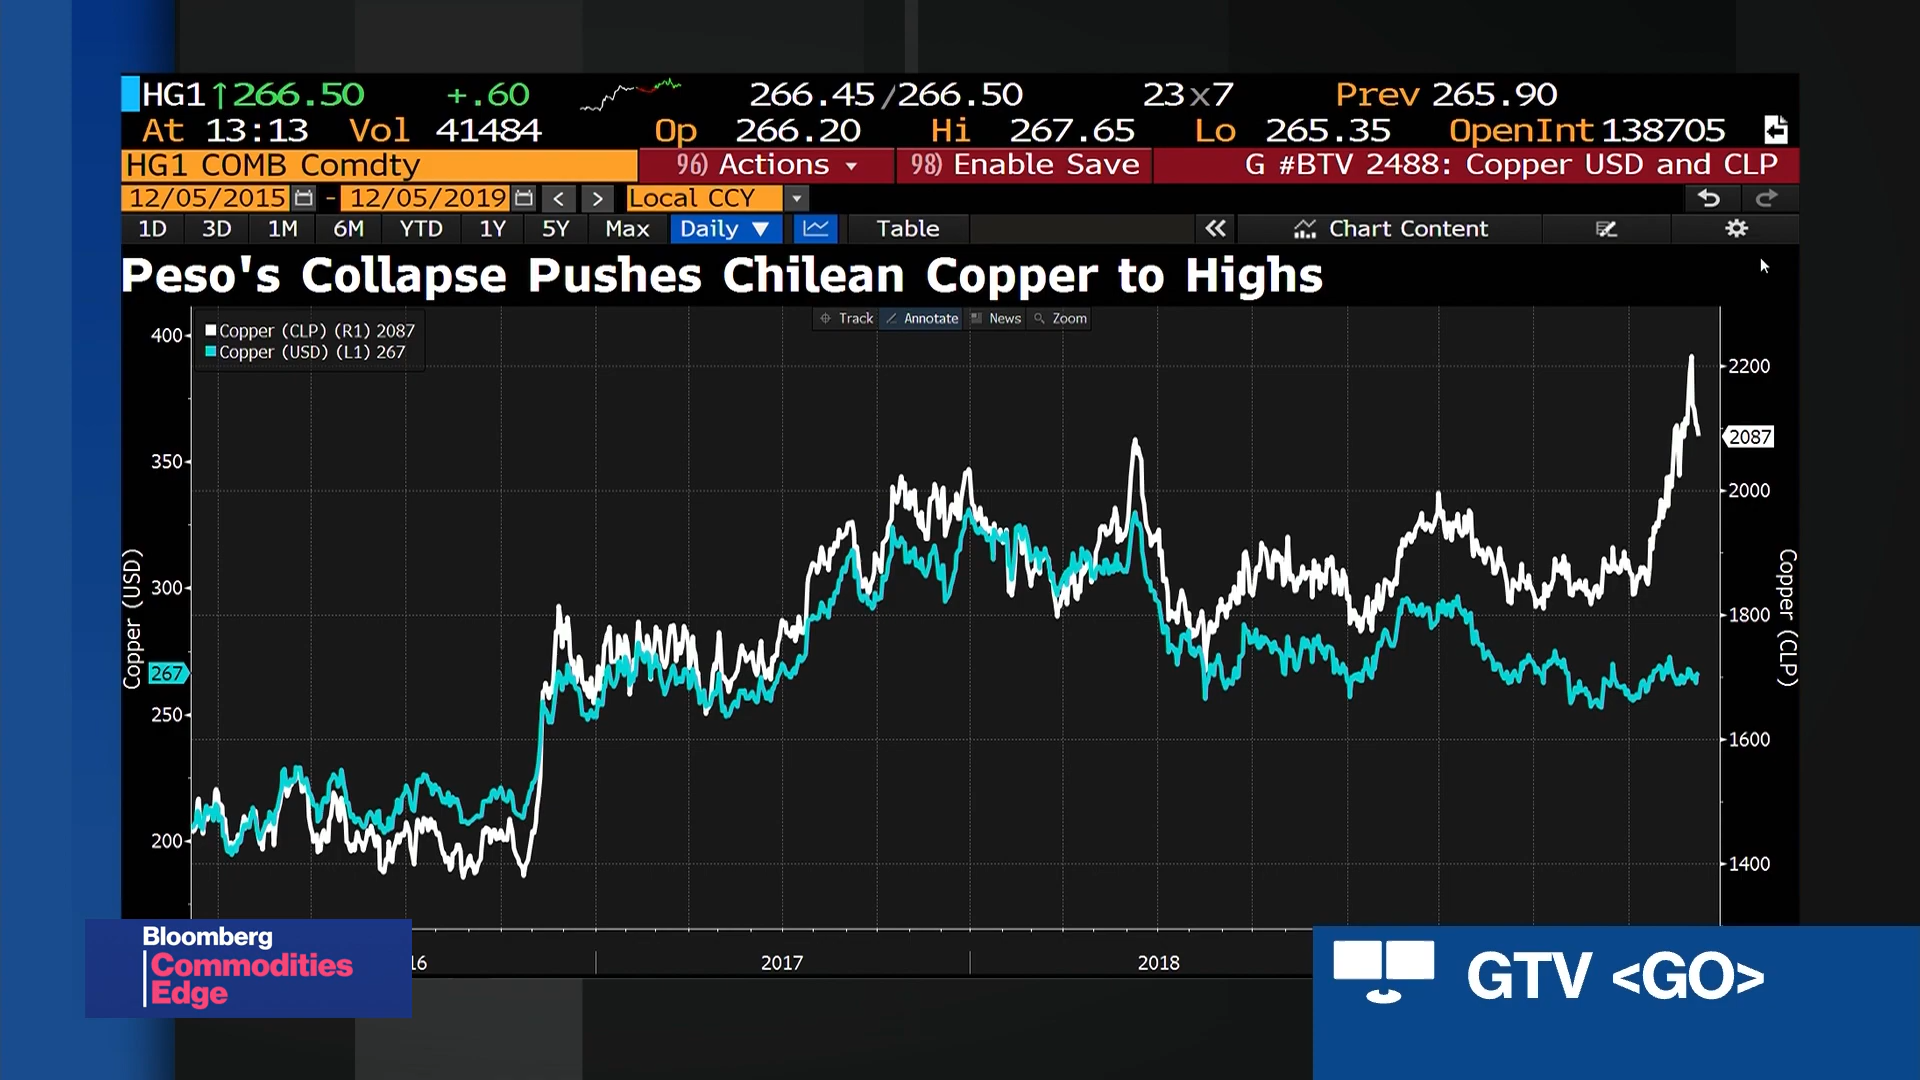 HG1 ↑266.50 +.60 266.45/266.50 23x7 Prev 265.90
At 13:13 Vol 41484 Op 266.20 Hi 267.65 Lo 265.35 OpenInt 138705
HG1 COMB Comdty 96) Actions 98) Enable Save G #BTV 2488: Copper USD and CLP
12/05/2015 - 12/05/2019 < > Local CCY
1D 3D 1M 6M YTD 1Y 5Y Max Daily ▼ Table « Chart Content
Peso's Collapse Pushes Chilean Copper to Highs
Track Annotate News Zoom
Copper (CLP) (R1) 2087
Copper (USD) (L1) 267
400
350
300
250
200
Copper (USD)
267
2200
2087
2000
1800
1600
1400
Copper (CLP)
16 2017 2018
Bloomberg
Commodities
Edge
GTV <GO>